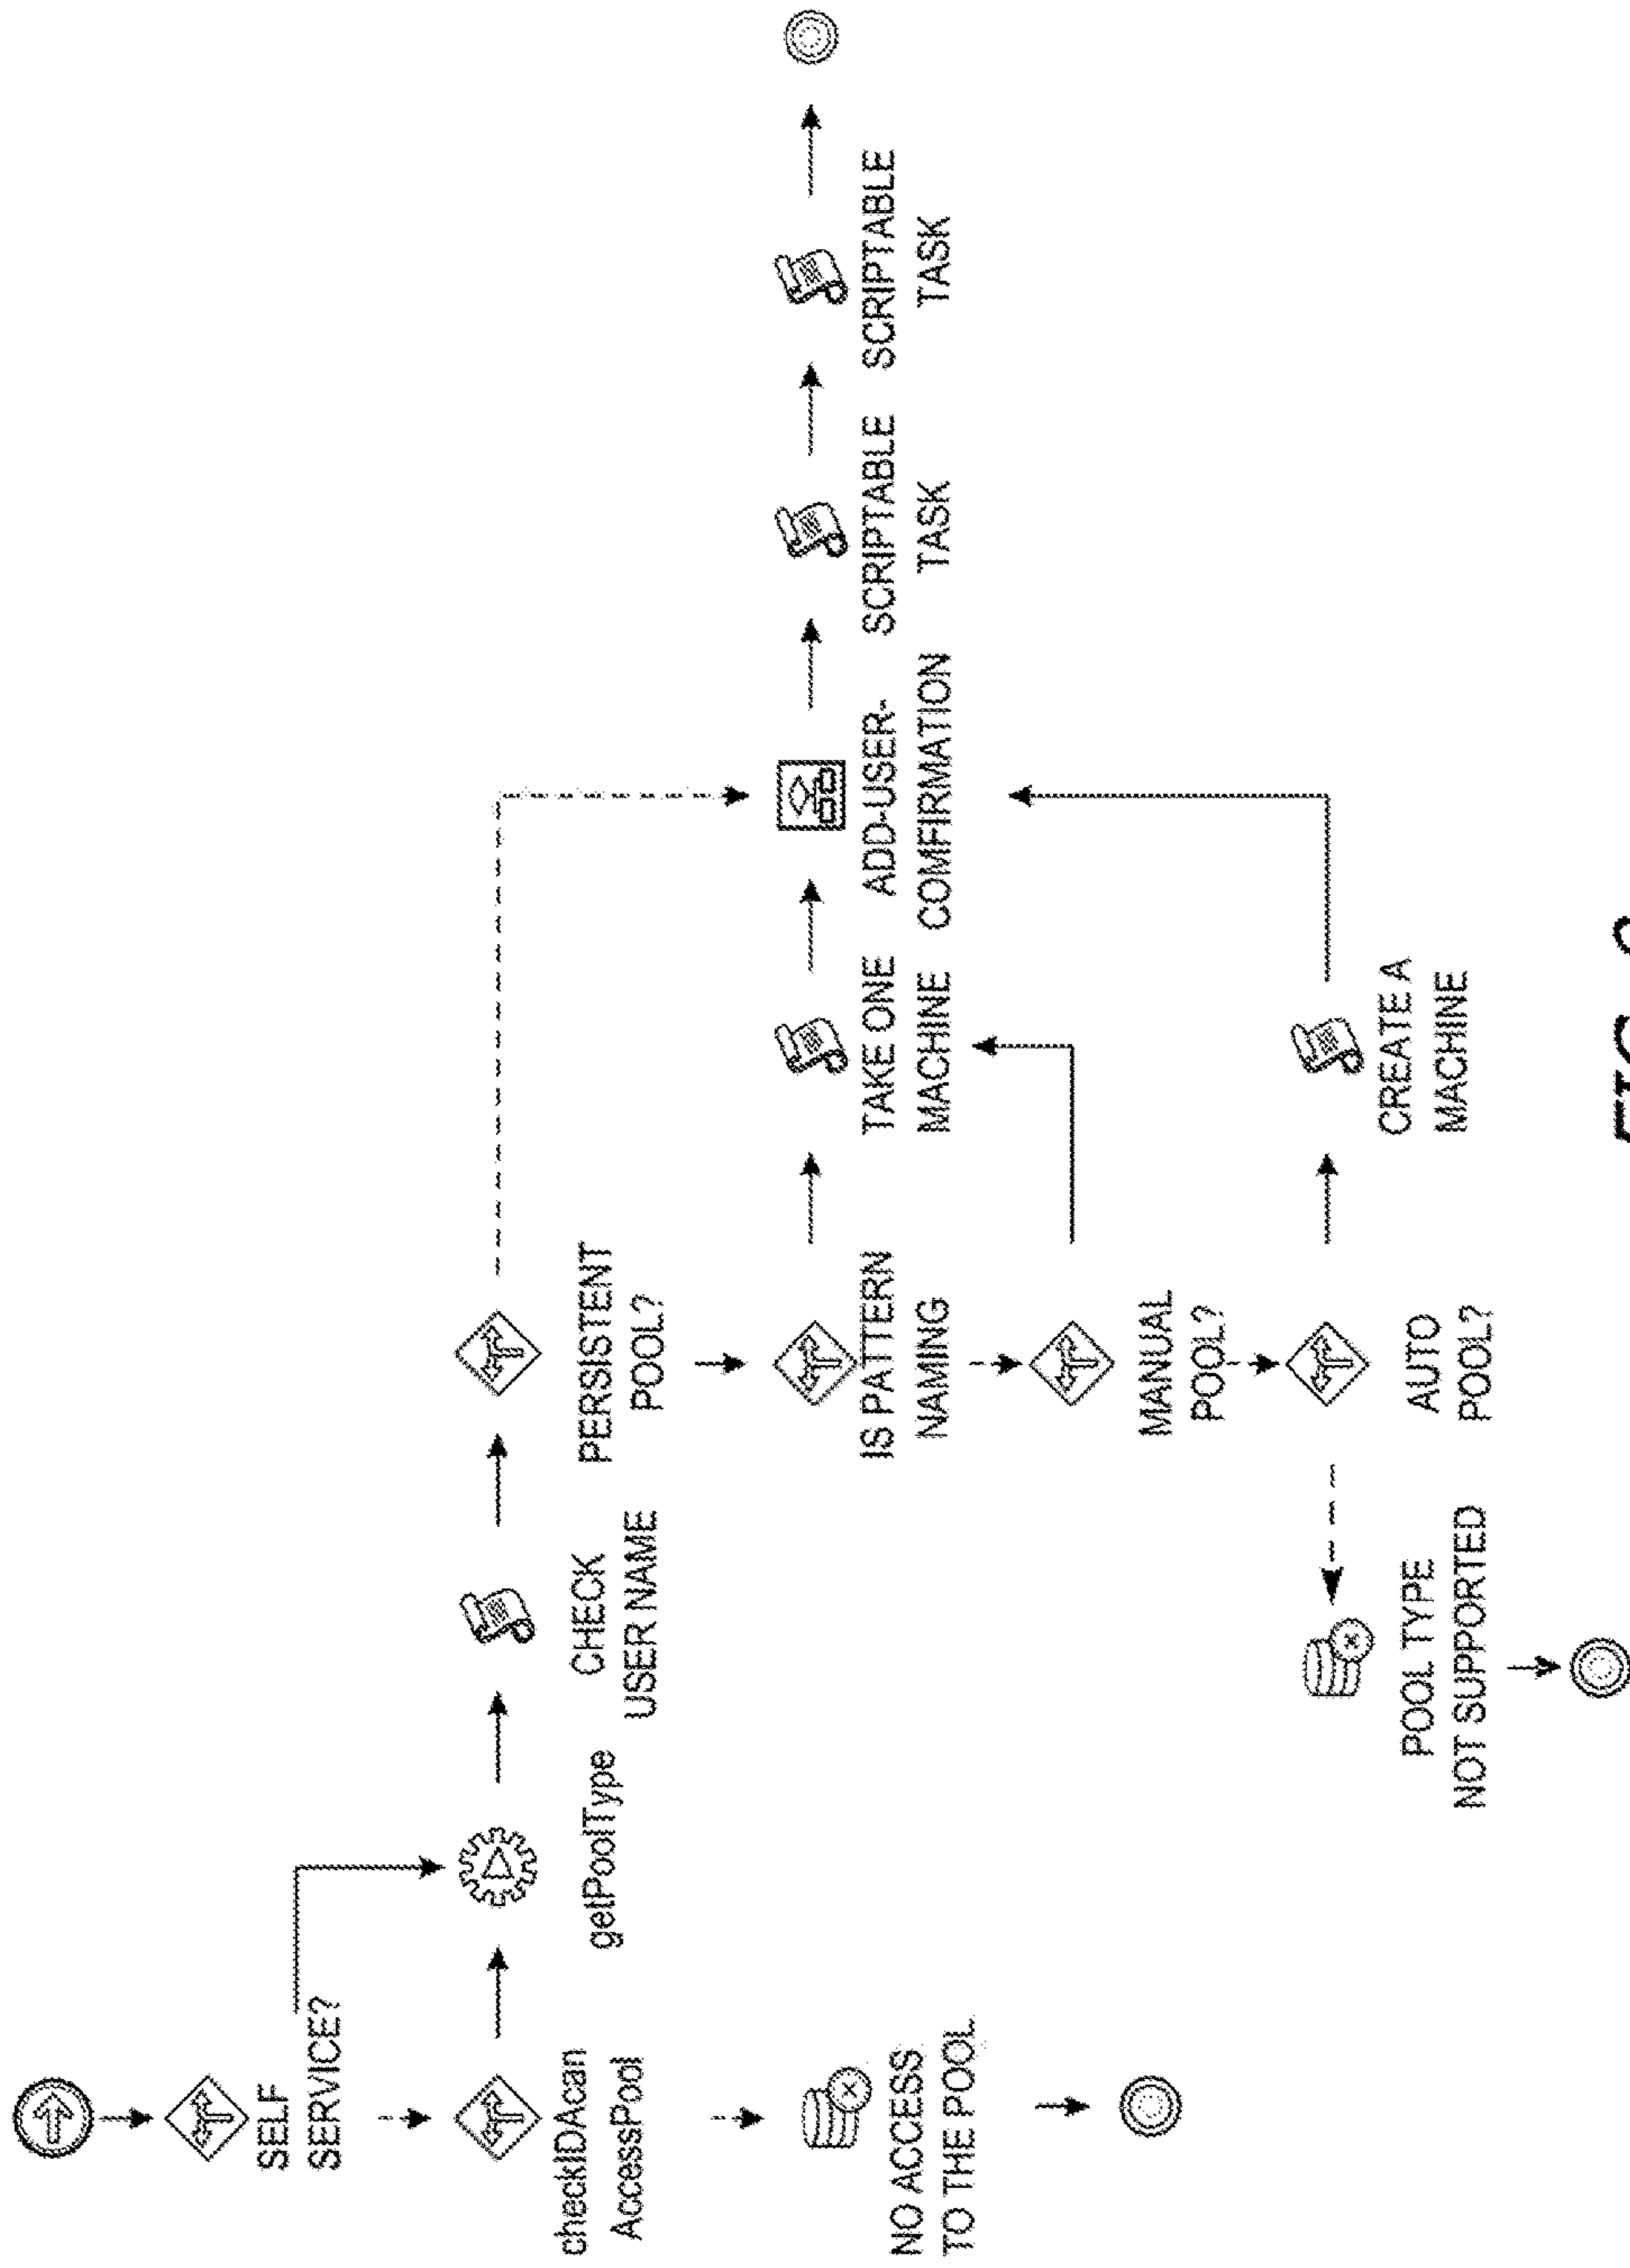 SELF
SERVICE?
checkIDAcan
AccessPool
getPoolType
CHECK
USER NAME
PERSISTENT
POOL?
NO ACCESS
TO THE POOL
IS PATTERN
NAMING
TAKE ONE
MACHINE
ADD-USER-
COMFIRMATION
SCRIPTABLE
TASK
SCRIPTABLE
TASK
MANUAL
POOL?
POOL TYPE
NOT SUPPORTED
AUTO
POOL?
CREATE A
MACHINE
FIG.